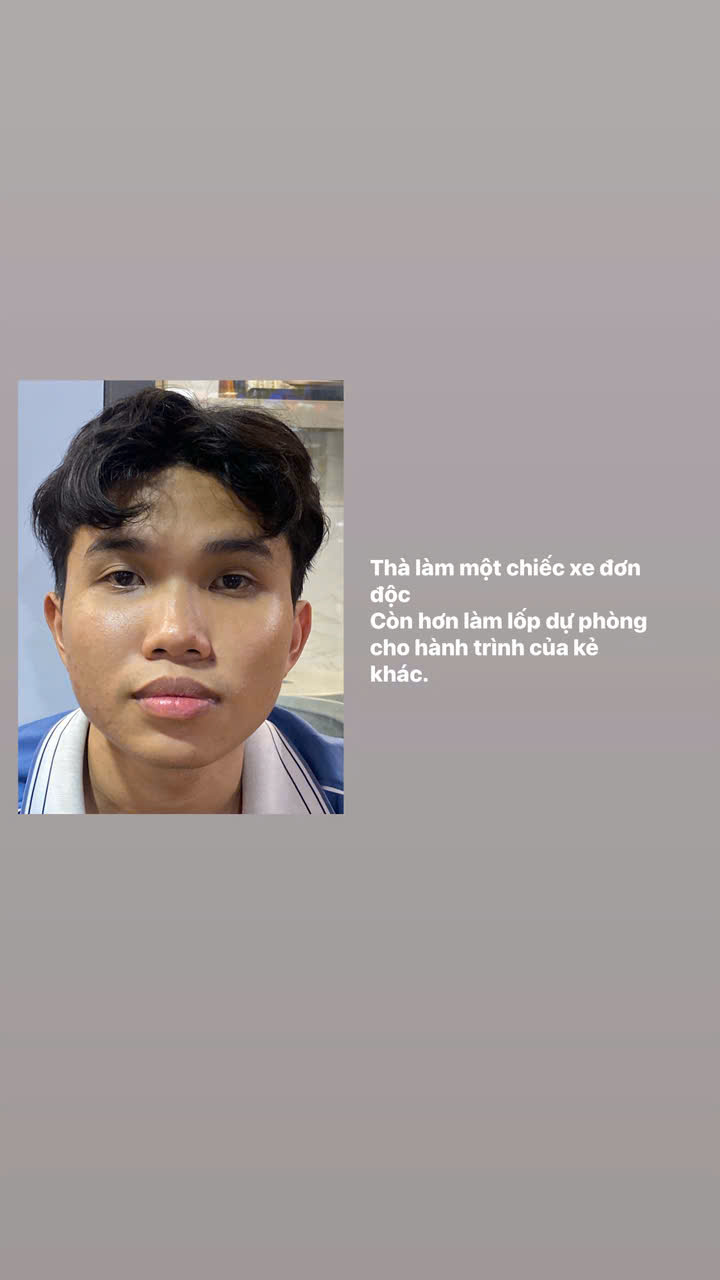 Thà làm một chiếc xe đơn
độc
Còn hơn làm lốp dự phòng
cho hành trình của kẻ
khác.